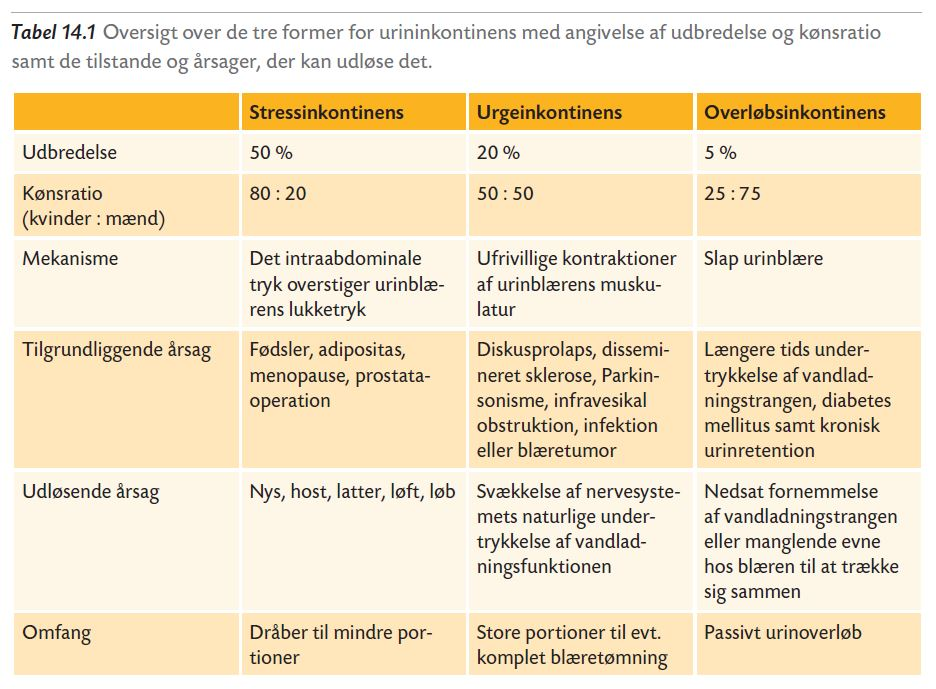 Tabel 14.1 Oversigt over de tre former for urininkontinens med angivelse af udbredelse og kønsratio
samt de tilstande og årsager, der kan udløse det.
Stressinkontinens
Urgeinkontinens
Overløbsinkontinens
Udbredelse
50 %
20 %
5 %
Kønsratio
(kvinder : mænd)
80 : 20
50 : 50
25 : 75
Mekanisme
Det intraabdominale
tryk overstiger urinblæ-
rens lukketryk
Ufrivillige kontraktioner
af urinblærens musku-
latur
Slap urinblære
Tilgrundliggende årsag
Fødsler, adipositas,
menopause, prostata-
operation
Diskusprolaps, dissemi-
neret sklerose, Parkin-
sonisme, infravesikal
obstruktion, infektion
eller blæretumor
Længere tids under-
trykkelse af vandlad-
ningstrangen, diabetes
mellitus samt kronisk
urinretention
Udløsende årsag
Nys, host, latter, løft, løb
Svækkelse af nervesyste-
mets naturlige under-
trykkelse af vandlad-
ningsfunktionen
Nedsat fornemmelse
af vandladningstrangen
eller manglende evne
hos blæren til at trække
sig sammen
Omfang
Dråber til mindre por-
tioner
Store portioner til evt.
komplet blæretømning
Passivt urinoverløb